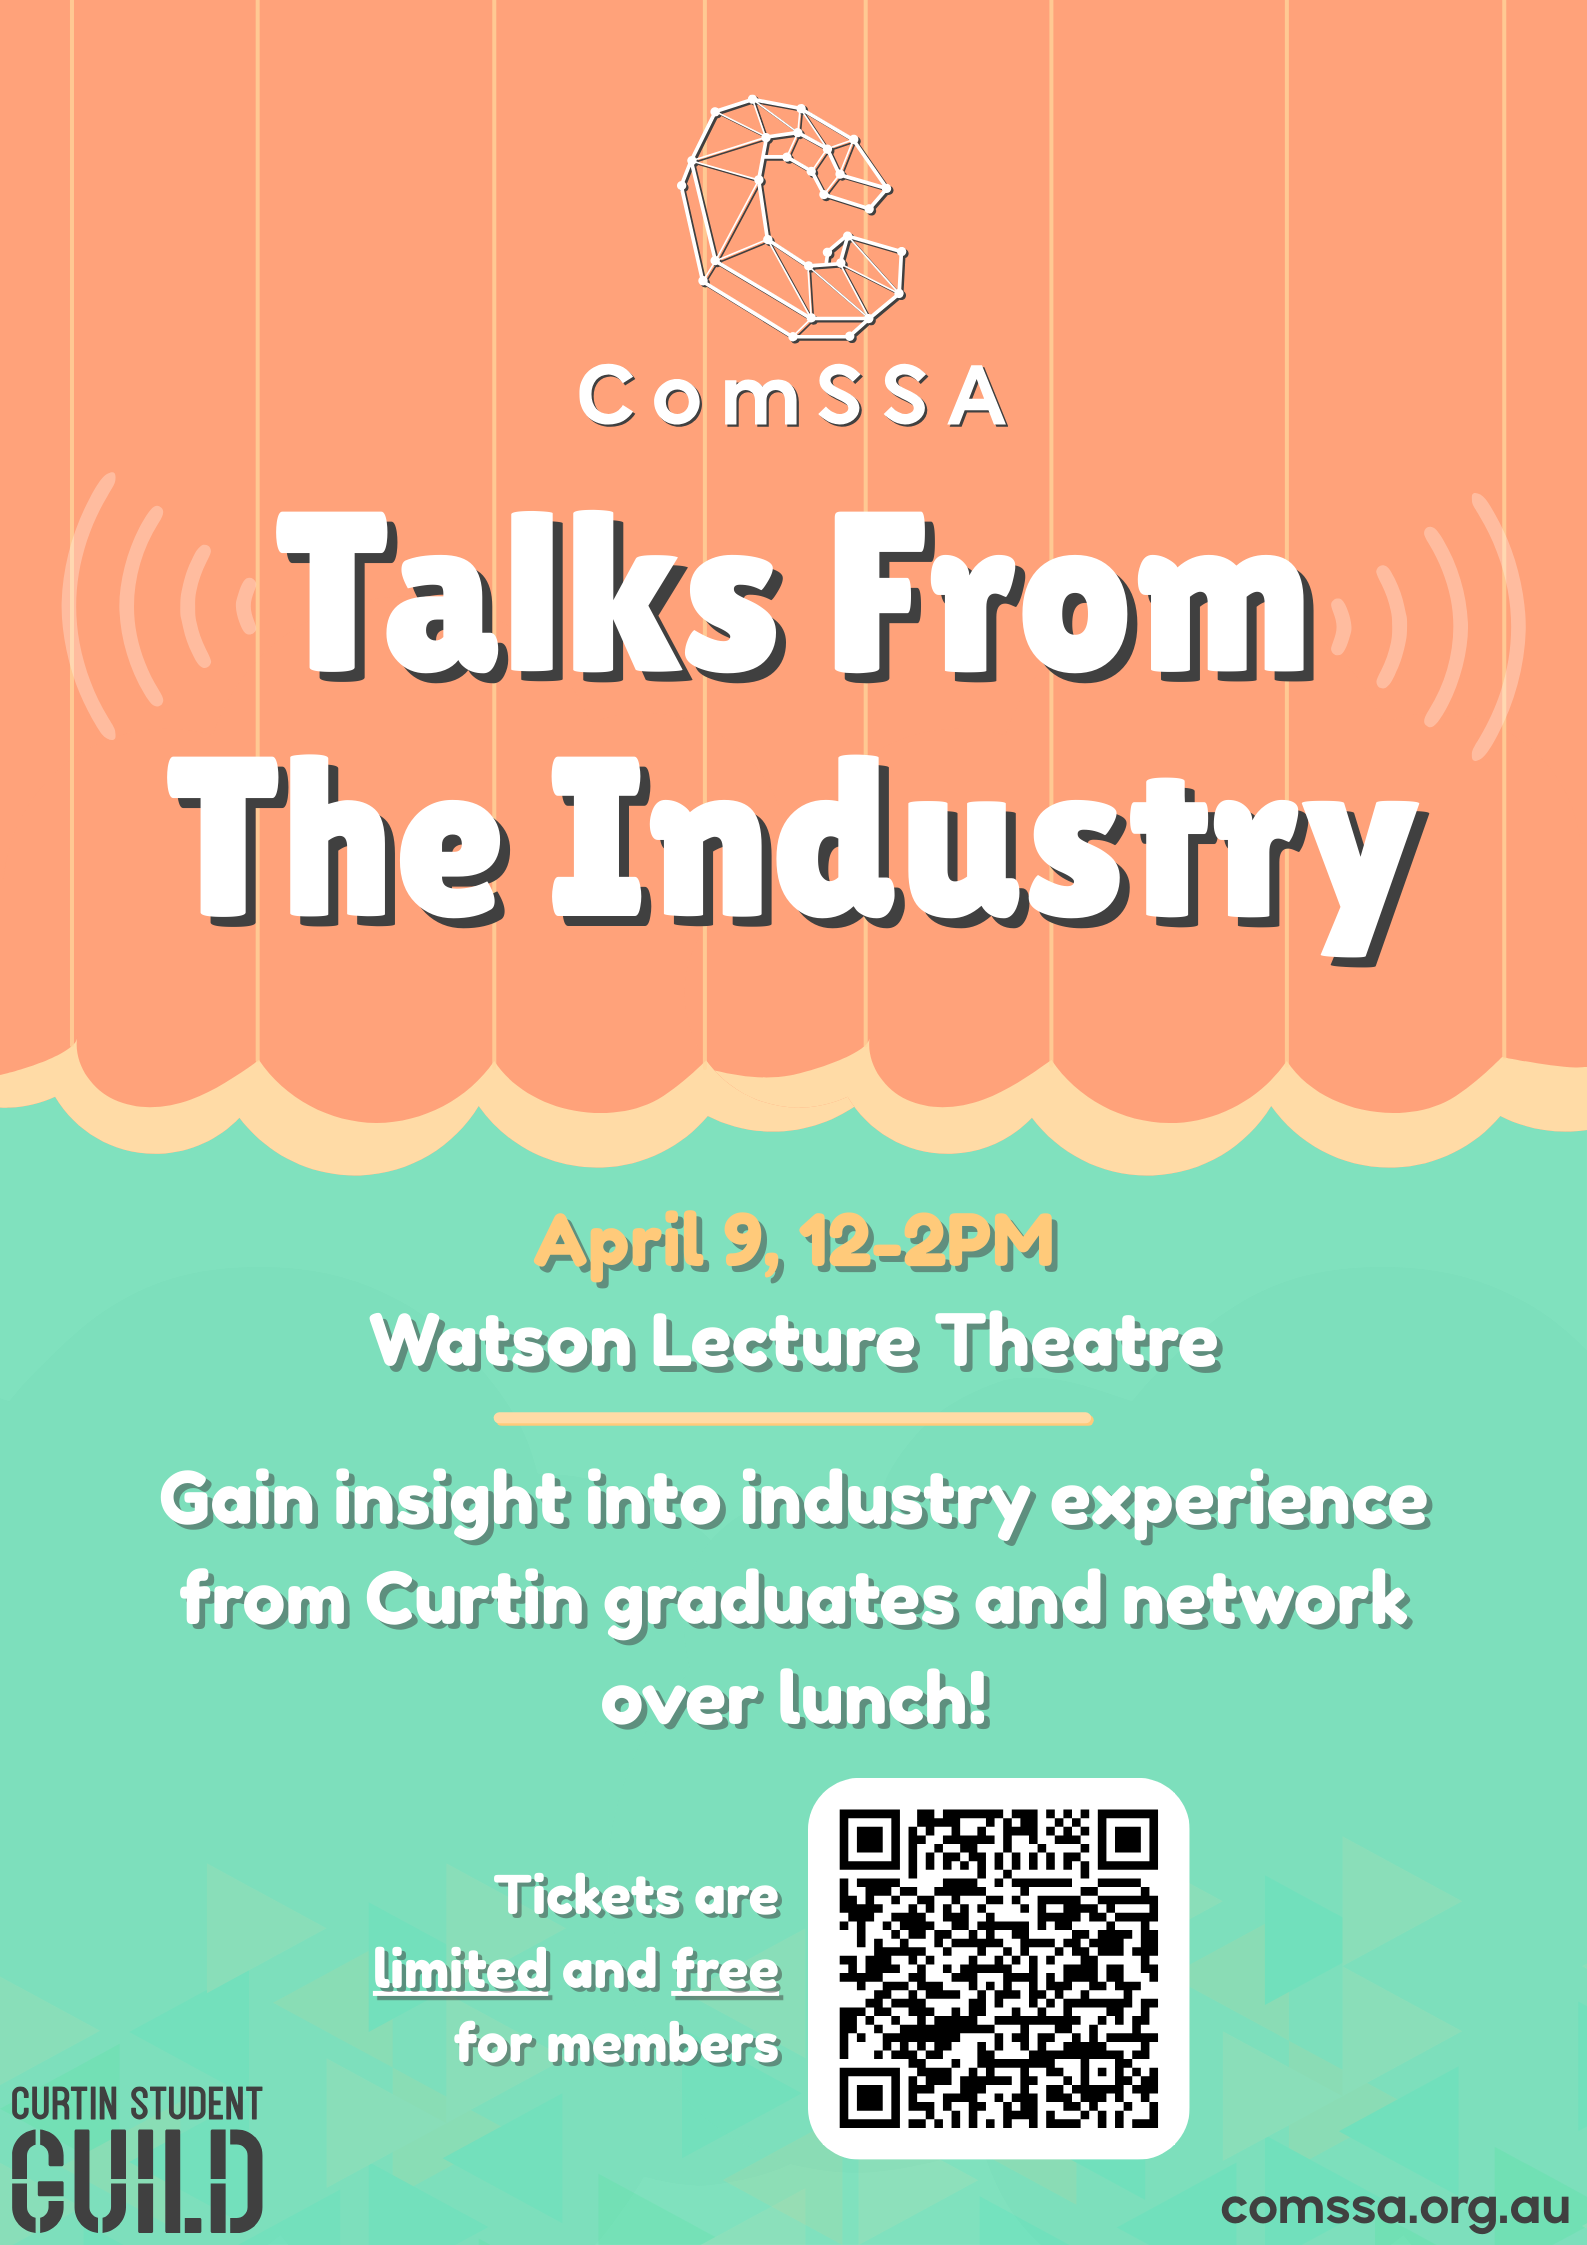 ComSSA
Talks From
The Industry
April 9, 12-2PM
Watson Lecture Theatre
Gain insight into industry experience
from Curtin graduates and network
over lunch!
Tickets are
limited and free
for members
CURTIN STUDENT
GUILD
comssa.org.au